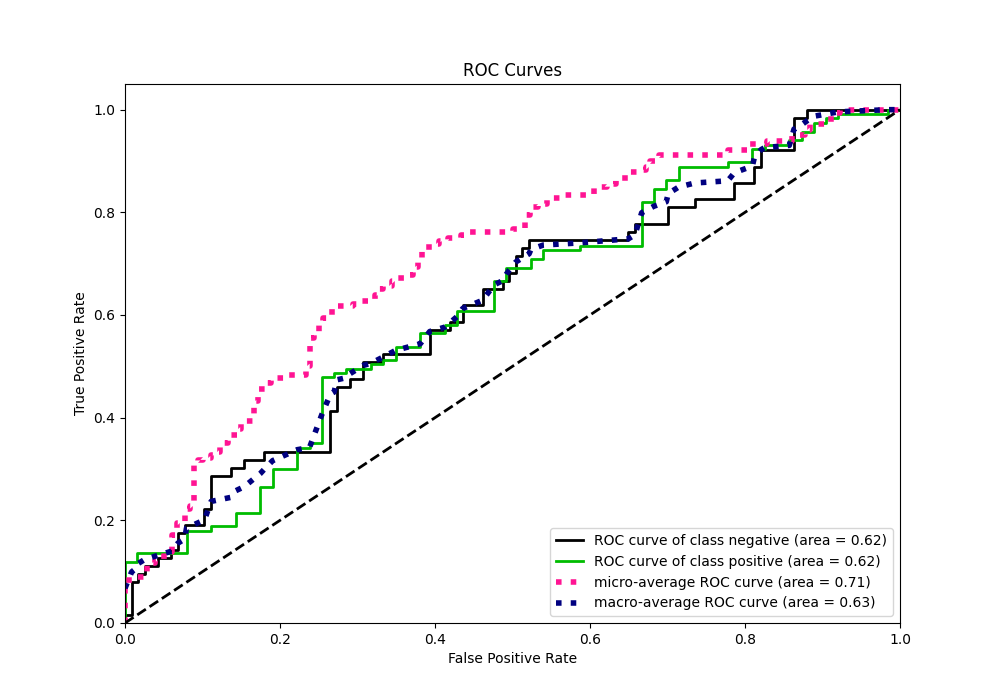 ROC Curves
True Positive Rate
1.0
0.8
0.6
0.4
0.2
0.0
0.0 0.2 0.4 0.6 0.8 1.0
False Positive Rate
ROC curve of class negative (area = 0.62)
ROC curve of class positive (area = 0.62)
micro-average ROC curve (area = 0.71)
macro-average ROC curve (area = 0.63)